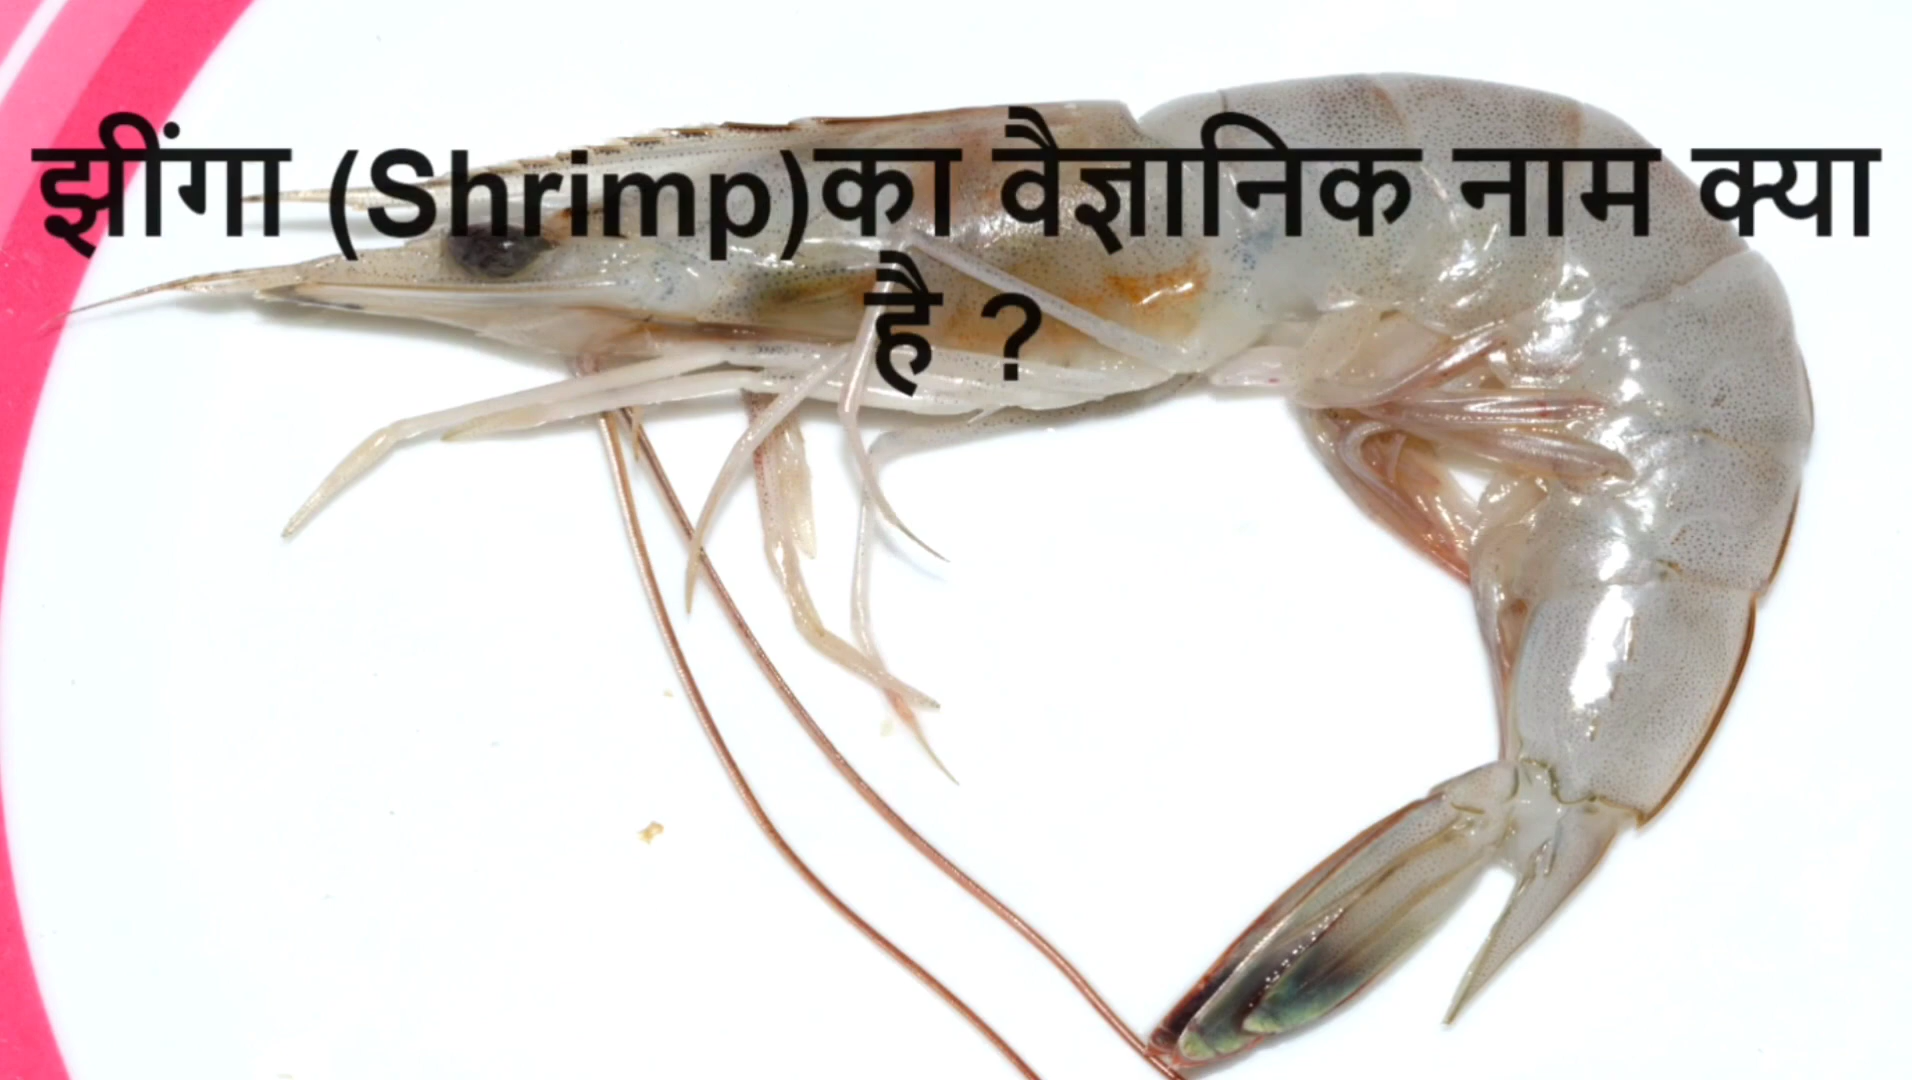 झींगा (Shrimp)का वैज्ञानिक नाम क्या
है ?